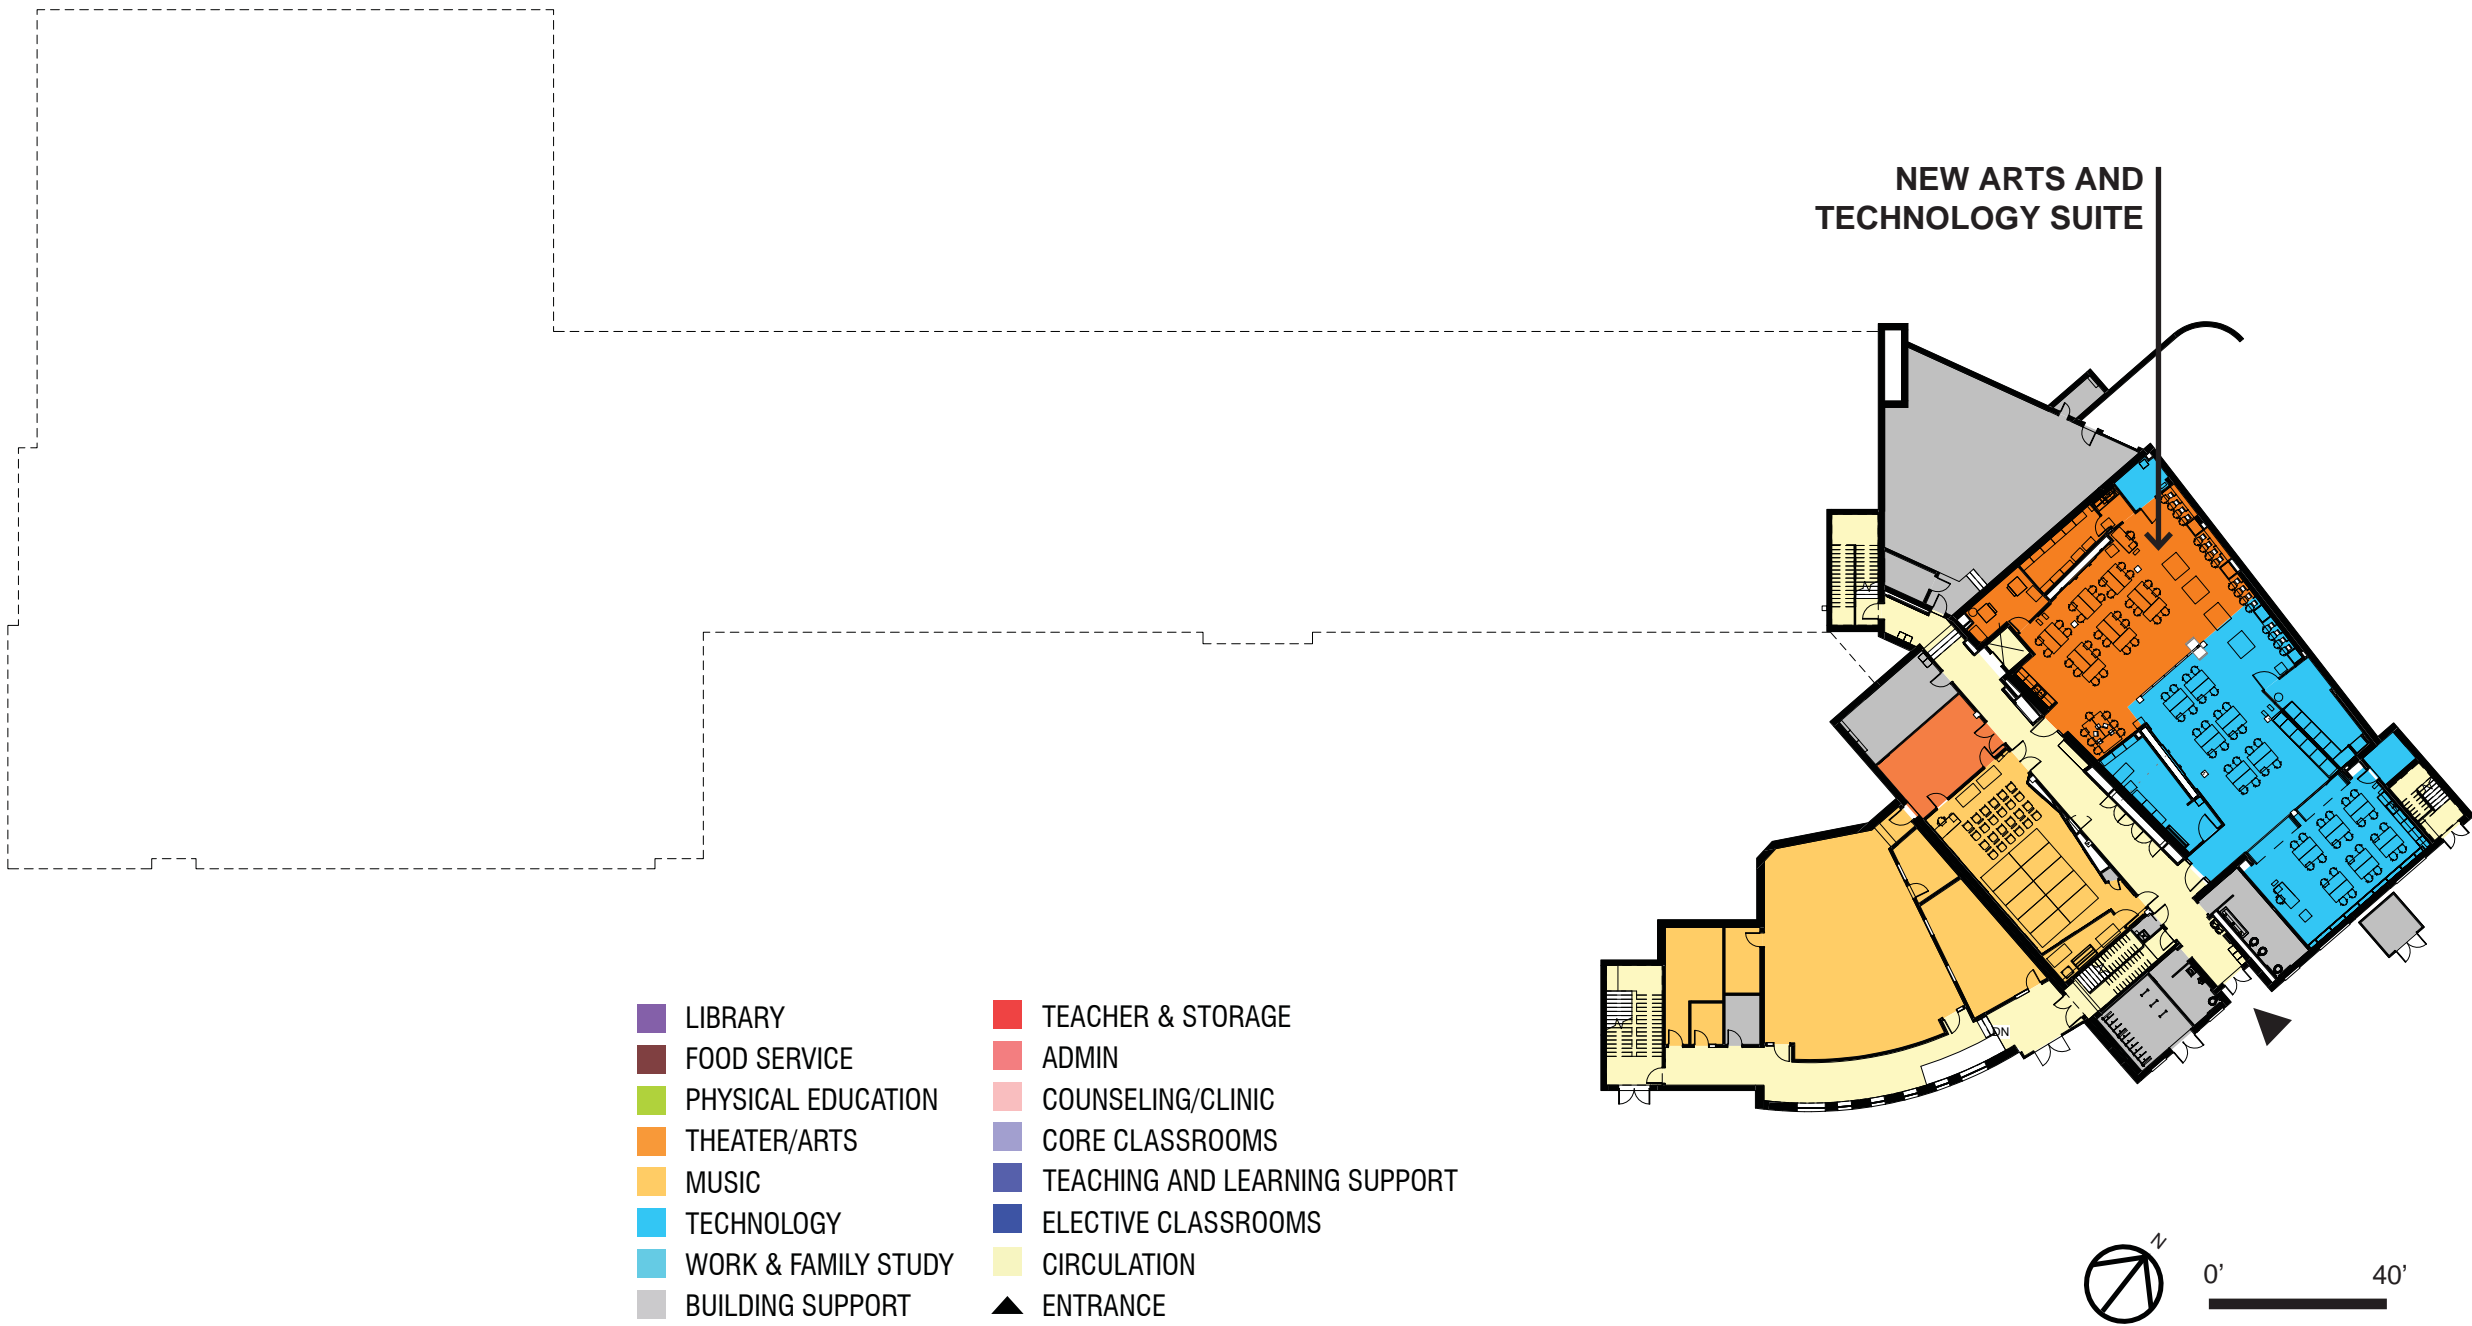 NEW ARTS AND
TECHNOLOGY SUITE
DN
LIBRARY
FOOD SERVICE
PHYSICAL EDUCATION
THEATER/ARTS
MUSIC
TECHNOLOGY
WORK & FAMILY STUDY
BUILDING SUPPORT
TEACHER & STORAGE
ADMIN
COUNSELING/CLINIC
CORE CLASSROOMS
TEACHING AND LEARNING SUPPORT
ELECTIVE CLASSROOMS
CIRCULATION
ENTRANCE
N
0' 40'